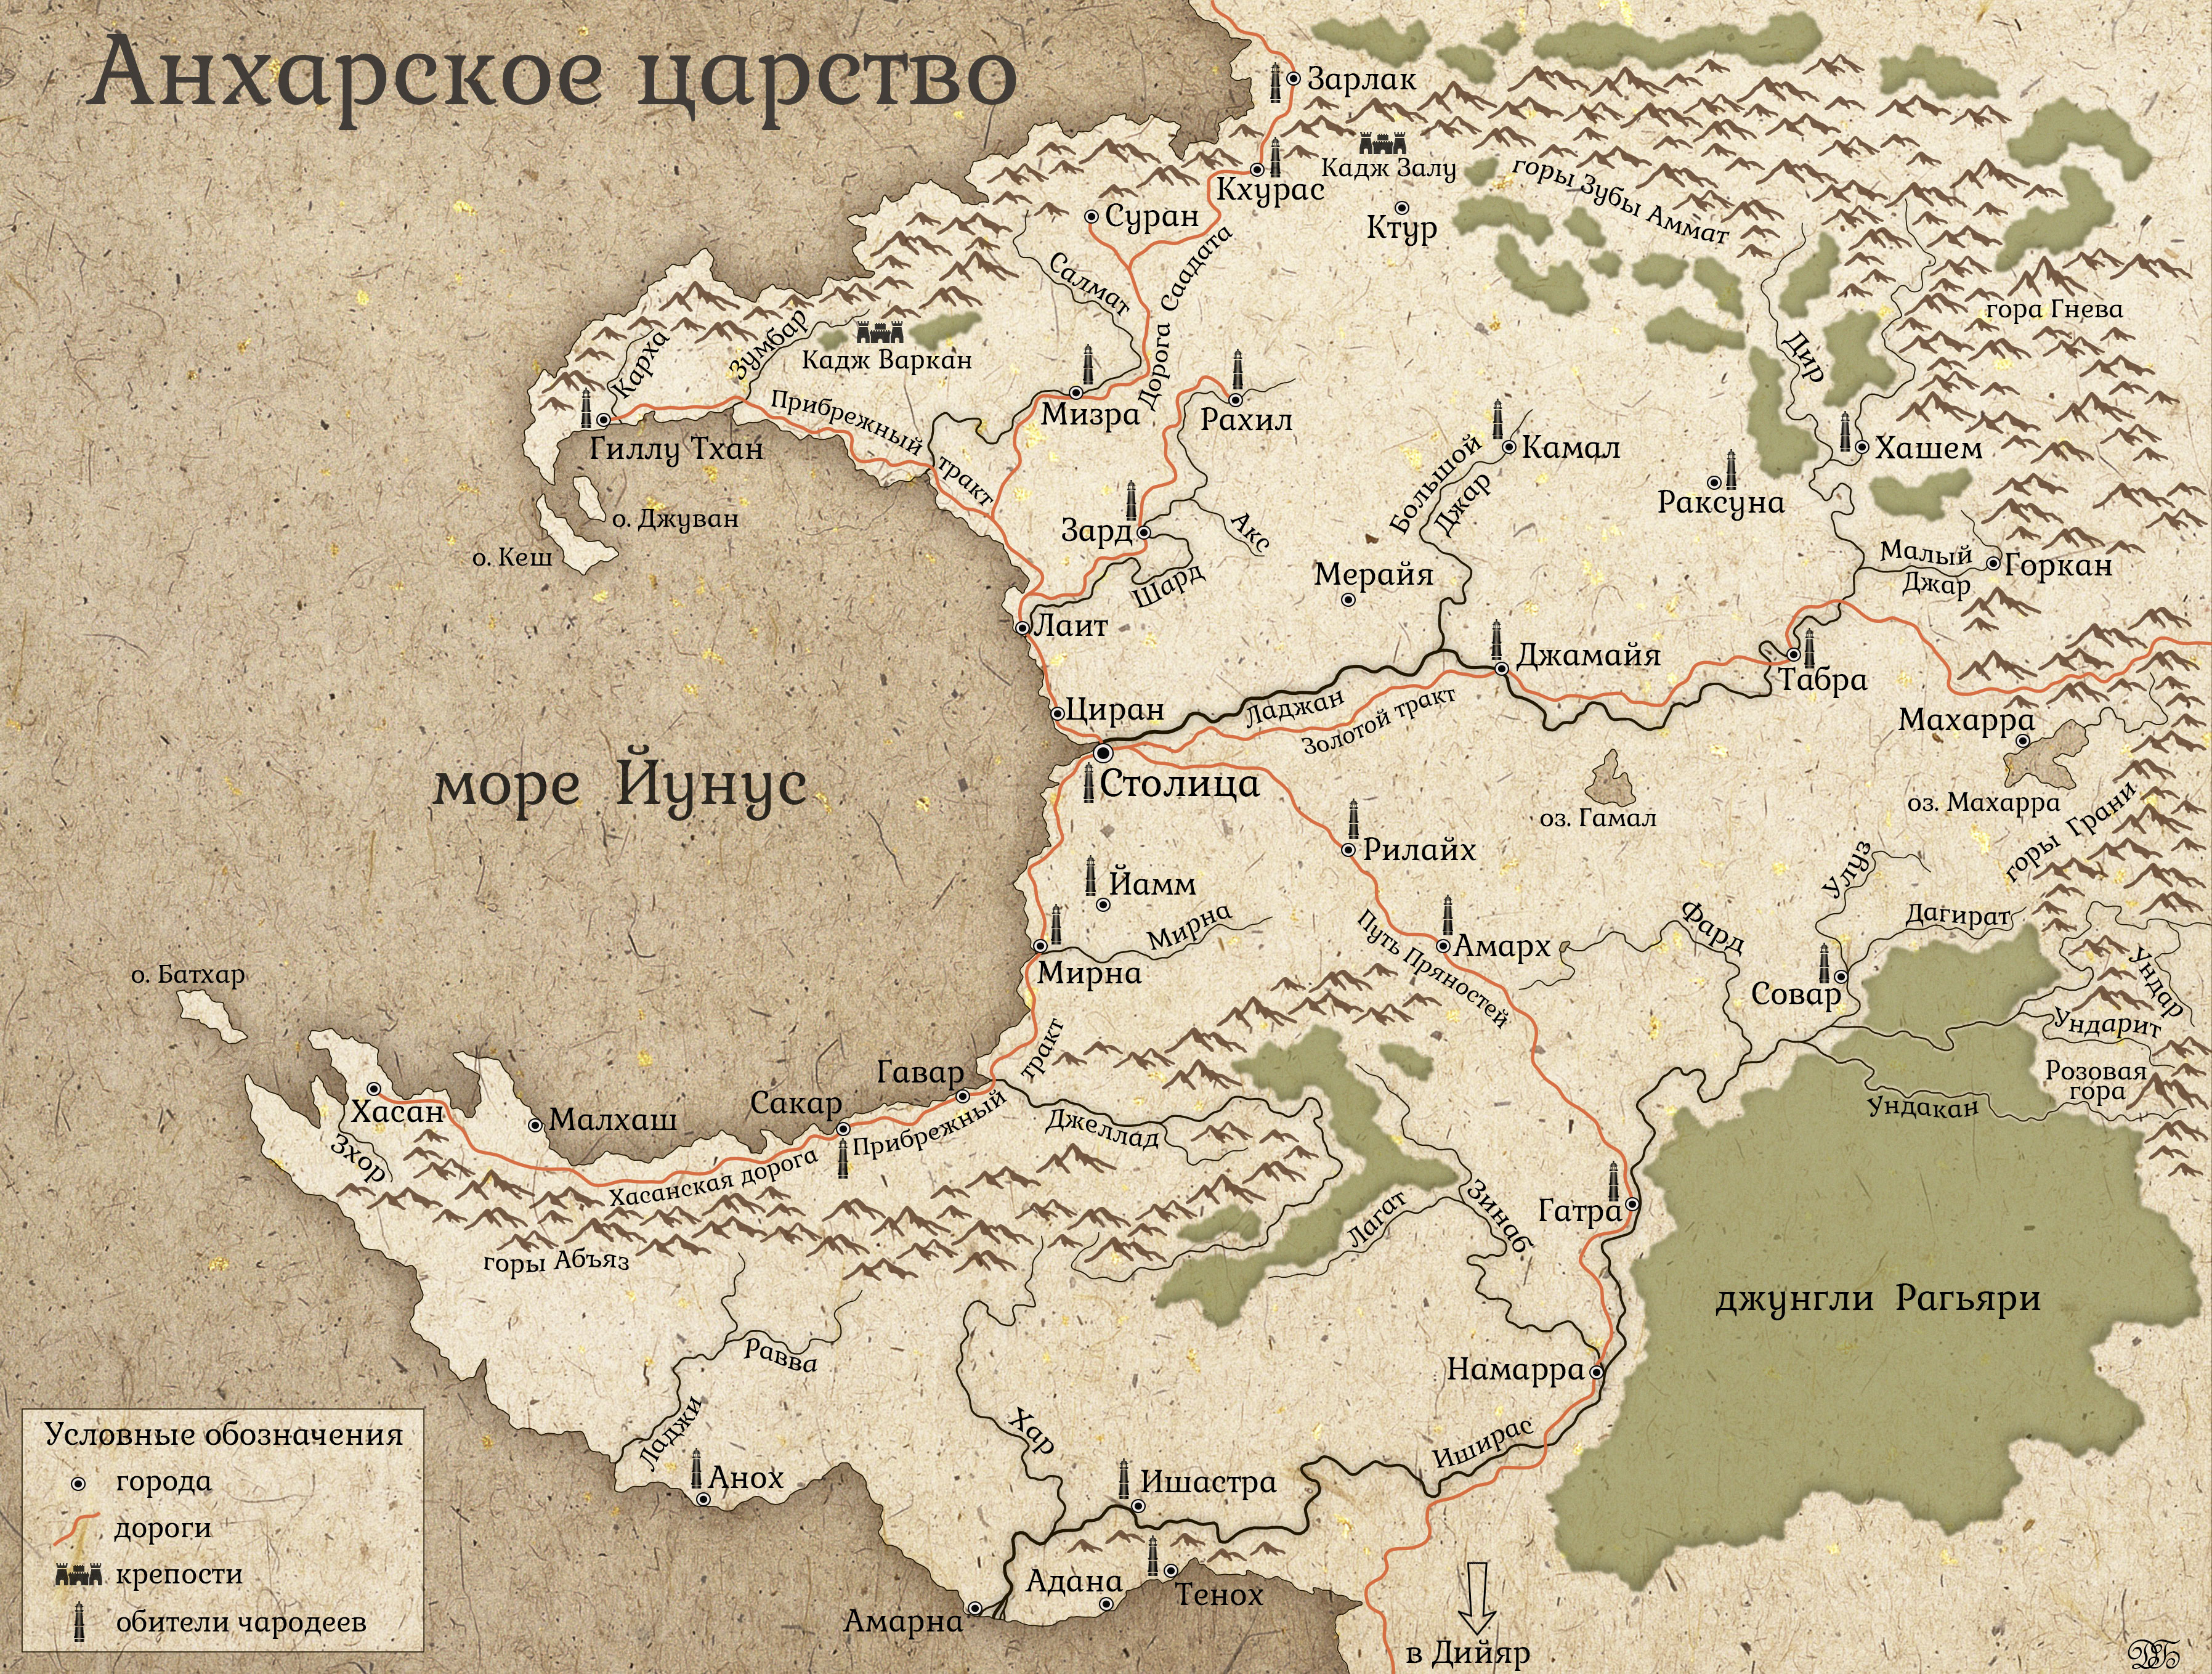 Анхарское царство
Зарлак
Кадж Залу
Кхурас
горы Зубы Аммат
Суран
Ктур
Салмат
Дорога Саадата
гора Гнева
Карха
Зумбар
Кадж Варкан
Дир
Прибрежный
тракт
Мизра
Рахил
Гиллу Тхан
Большой
Джар
Камал
Хашем
Раксуна
о. Джуван
о. Кеш
Зард
Акс
Шард
Мерайя
Малый
Джар
Горкан
Лаит
Джамайя
Табра
Циран
Ладжан
Золотой тракт
Махарра
море Йунус
Столица
оз. Гамал
оз. Махарра
горы Грани
Рилайх
Улуз
Йамм
Мирна
Мирна
Путь Пряностей
Амарх
Фард
Дагират
Совар
Ундар
Ундарит
о. Батхар
Розовая
гора
Ундакан
тракт
Гавар
Сакар
Прибрежный
Джеллад
Хасан
Малхаш
Зхор
Хасанская дорога
горы Абъяз
Лагат
Зинаб
Гатра
джунгли Рагьяри
Равва
Ладжи
Хар
Намарра
Иширас
Анох
Ишастра
Адана
Тенох
Амарна
в Дийяр
Условные обозначения
города
дороги
крепости
обители чародеев